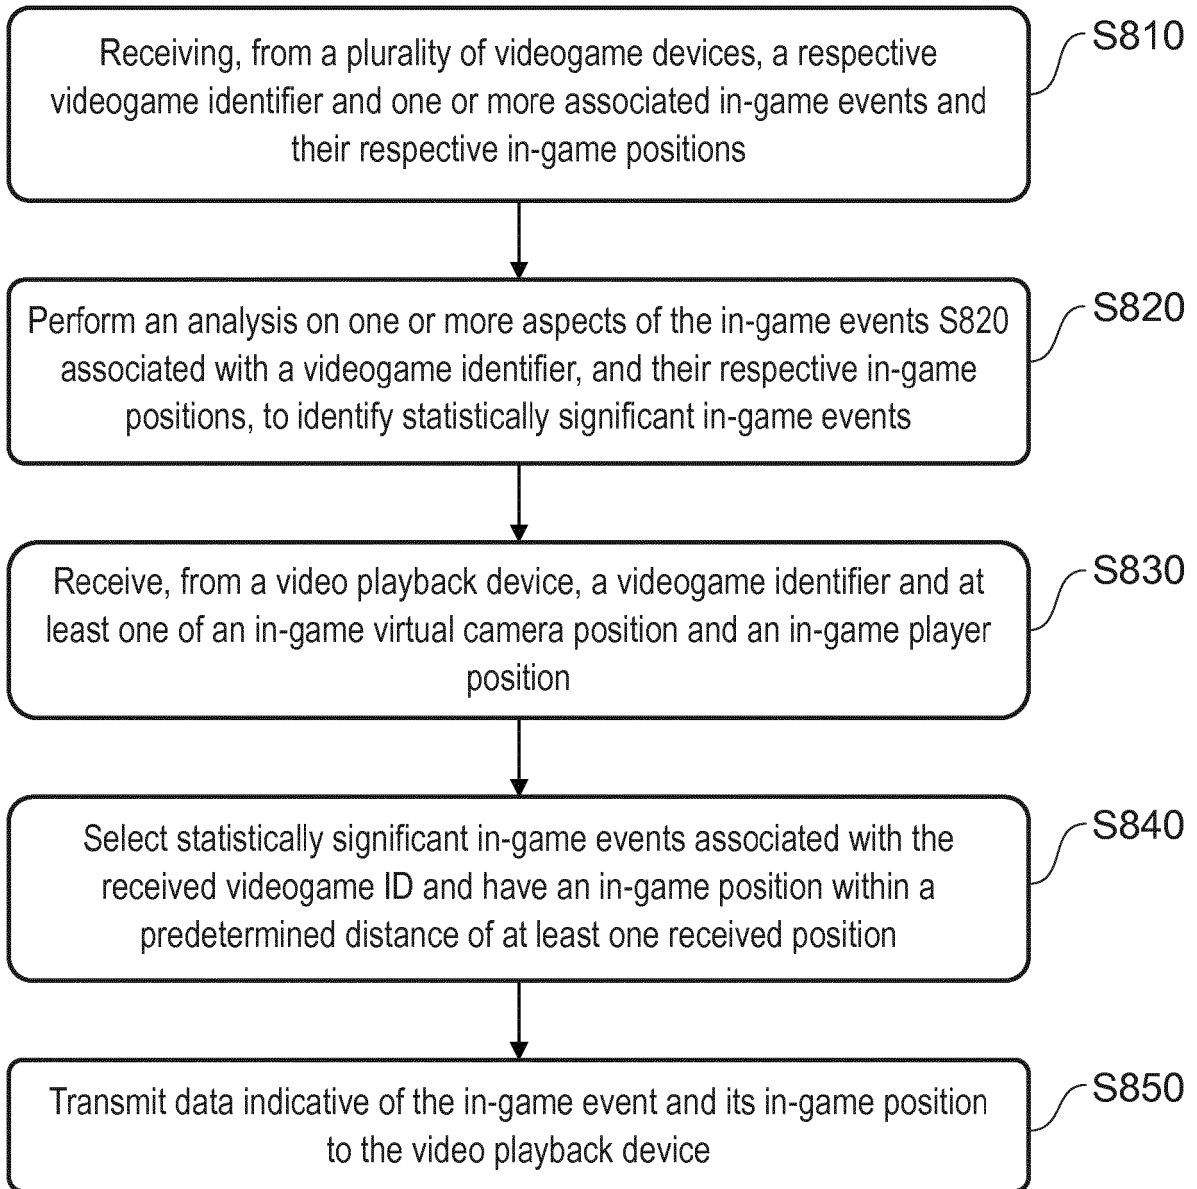 Receiving, from a plurality of videogame devices, a respective
videogame identifier and one or more associated in-game events and
their respective in-game positions
S810
Perform an analysis on one or more aspects of the in-game events S820
associated with a videogame identifier, and their respective in-game
positions, to identify statistically significant in-game events
S820
Receive, from a video playback device, a videogame identifier and at
least one of an in-game virtual camera position and an in-game player
position
S830
Select statistically significant in-game events associated with the
received videogame ID and have an in-game position within a
predetermined distance of at least one received position
S840
Transmit data indicative of the in-game event and its in-game position
to the video playback device
S850